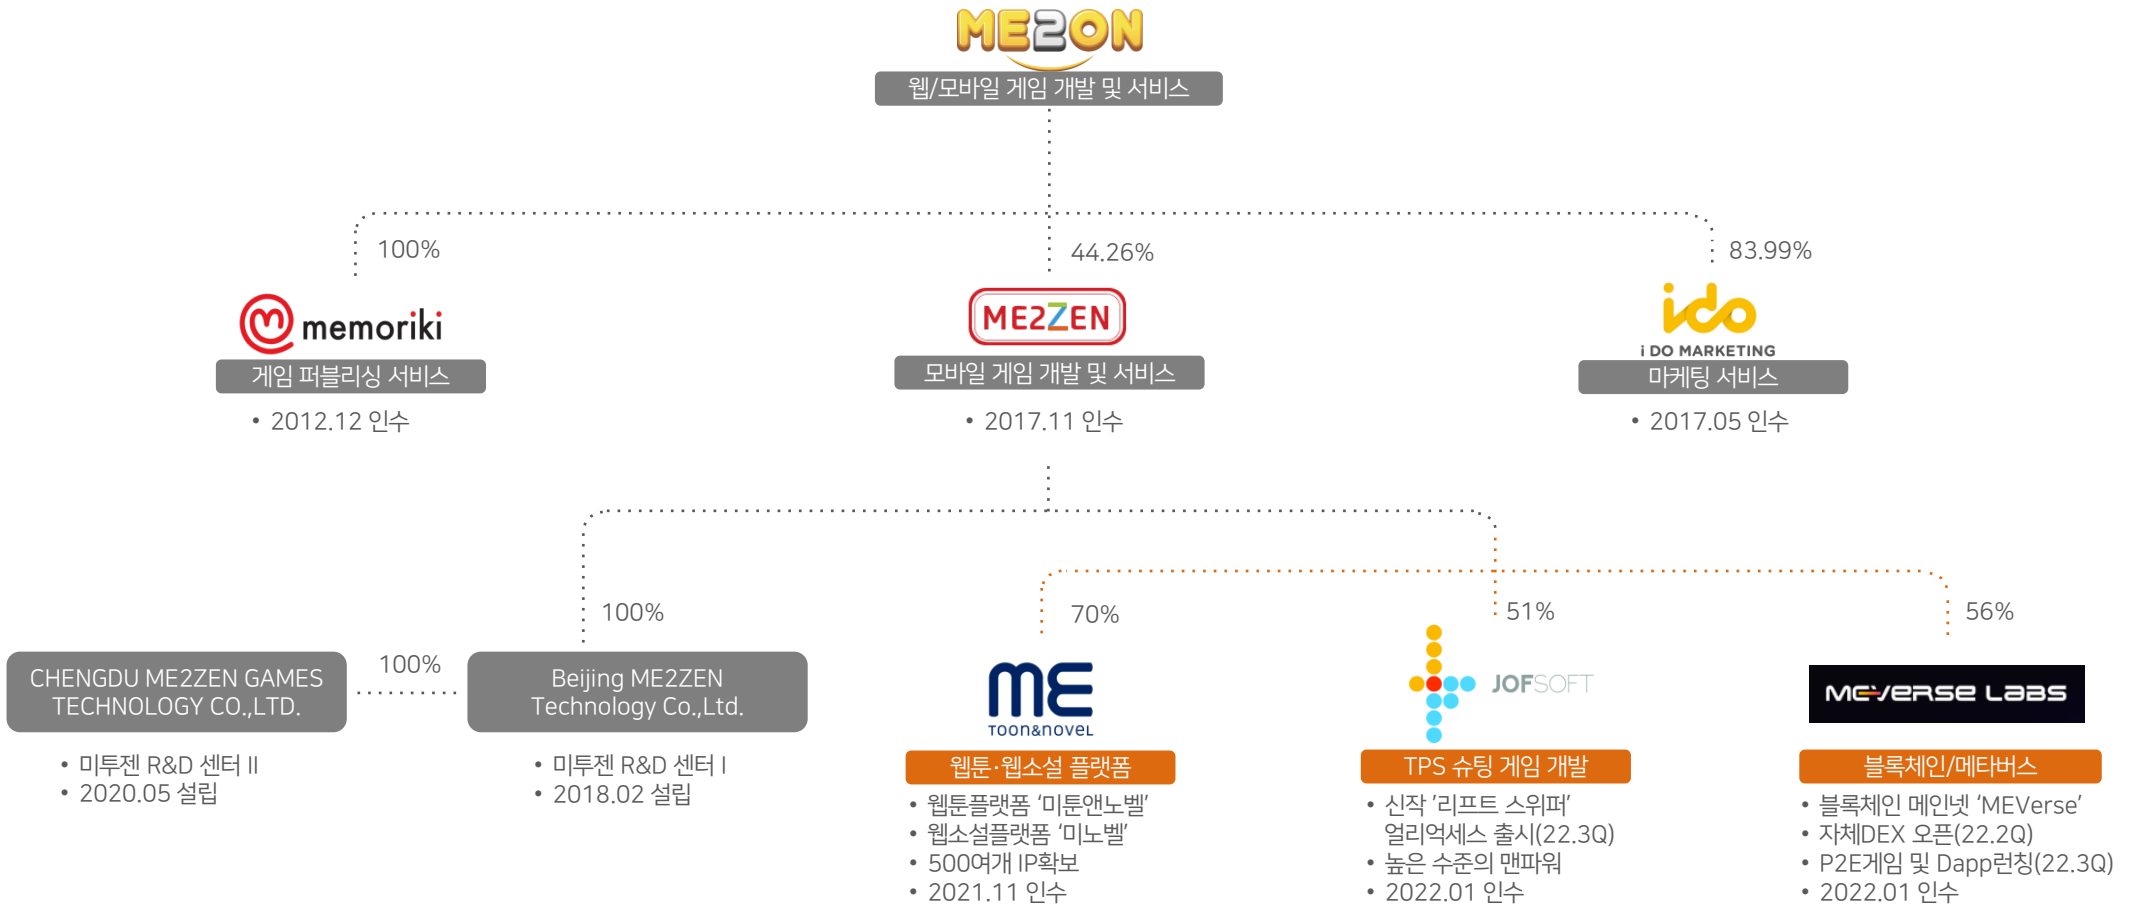 ME2ON
웹/모바일 게임 개발 및 서비스
100%
44.26%
83.99%
memoriki
게임 퍼블리싱 서비스
• 2012.12 인수
ME2ZEN
모바일 게임 개발 및 서비스
• 2017.11 인수
ido
i DO MARKETING
마케팅 서비스
• 2017.05 인수
100%
CHENGDU ME2ZEN GAMES
TECHNOLOGY CO.,LTD.
• 미투젠 R&D 센터 II
• 2020.05 설립
100%
Beijing ME2ZEN
Technology Co.,Ltd.
• 미투젠 R&D 센터 I
• 2018.02 설립
70%
ME
TOON&NOVEL
웹툰·웹소설 플랫폼
• 웹툰플랫폼 ‘미툰앤노벨’
• 웹소설플랫폼 ‘미노벨’
• 500여개 IP확보
• 2021.11 인수
51%
JOFSOFT
TPS 슈팅 게임 개발
• 신작 ’리프트 스위퍼’
얼리억세스 출시(22.3Q)
• 높은 수준의 맨파워
• 2022.01 인수
56%
MEVERSE LABS
블록체인/메타버스
• 블록체인 메인넷 ‘MEVerse’
• 자체DEX 오픈(22.2Q)
• P2E게임 및 Dapp런칭(22.3Q)
• 2022.01 인수